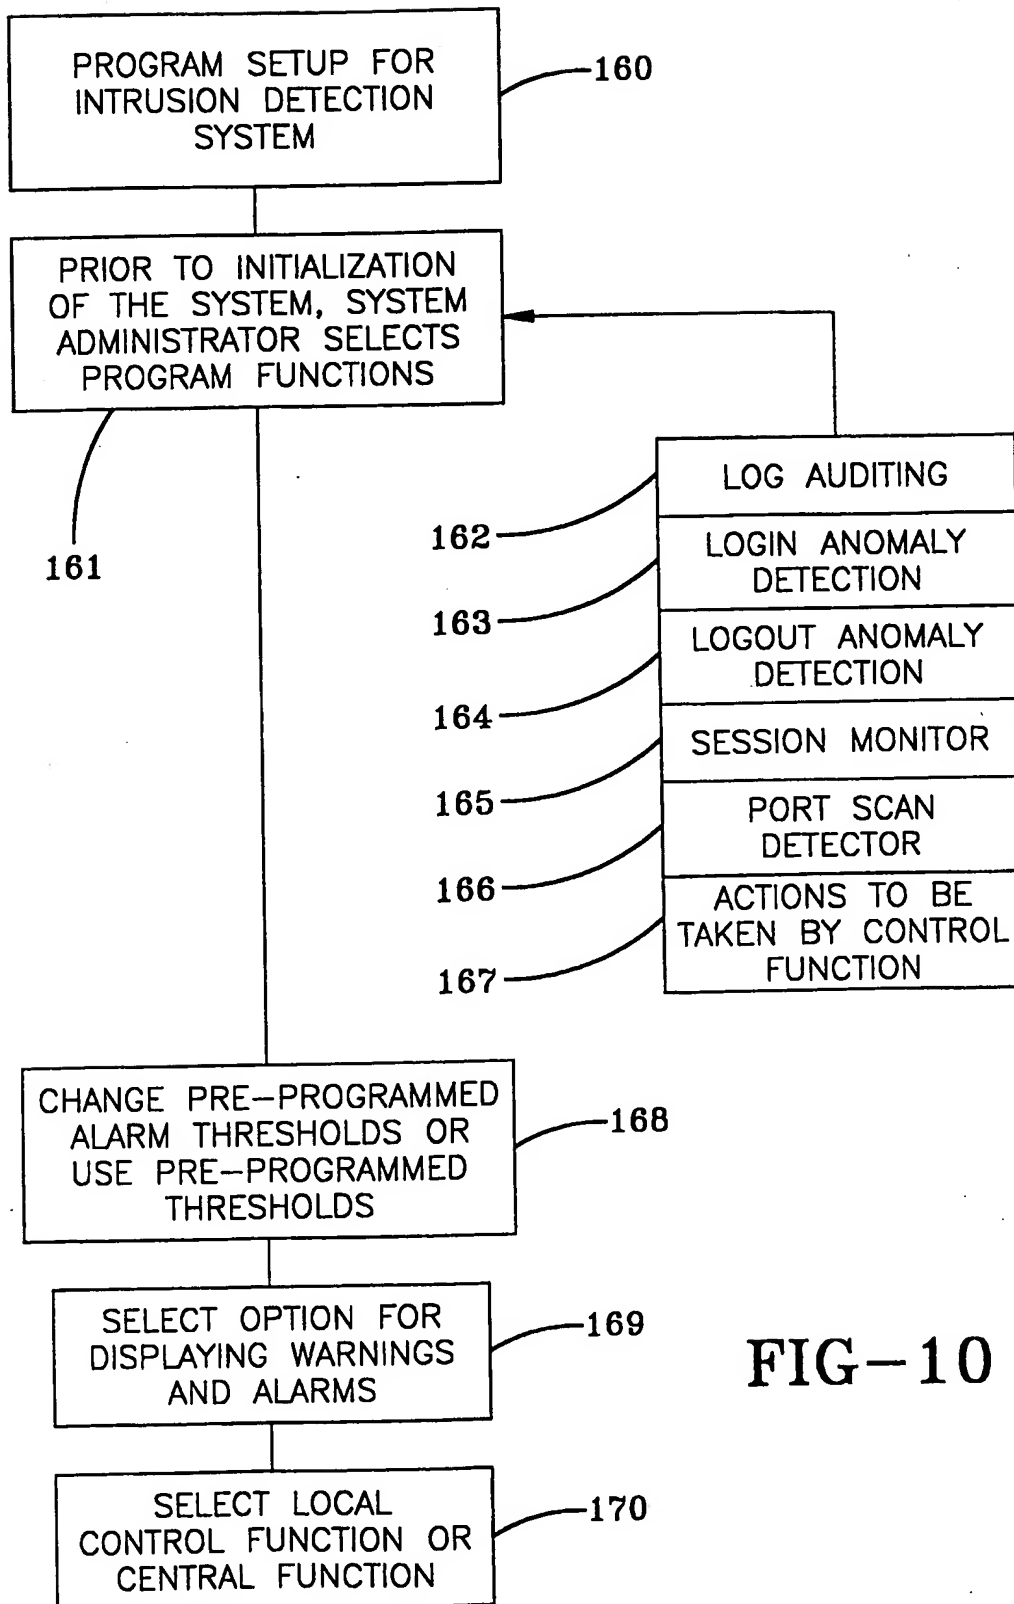 PROGRAM SETUP FOR
INTRUSION DETECTION
SYSTEM
160
PRIOR TO INITIALIZATION
OF THE SYSTEM, SYSTEM
ADMINISTRATOR SELECTS
PROGRAM FUNCTIONS
161
LOG AUDITING
162
LOGIN ANOMALY
DETECTION
163
LOGOUT ANOMALY
DETECTION
164
SESSION MONITOR
165
PORT SCAN
DETECTOR
166
ACTIONS TO BE
TAKEN BY CONTROL
FUNCTION
167
CHANGE PRE-PROGRAMMED
ALARM THRESHOLDS OR
USE PRE-PROGRAMMED
THRESHOLDS
168
SELECT OPTION FOR
DISPLAYING WARNINGS
AND ALARMS
169
FIG-10
SELECT LOCAL
CONTROL FUNCTION OR
CENTRAL FUNCTION
170